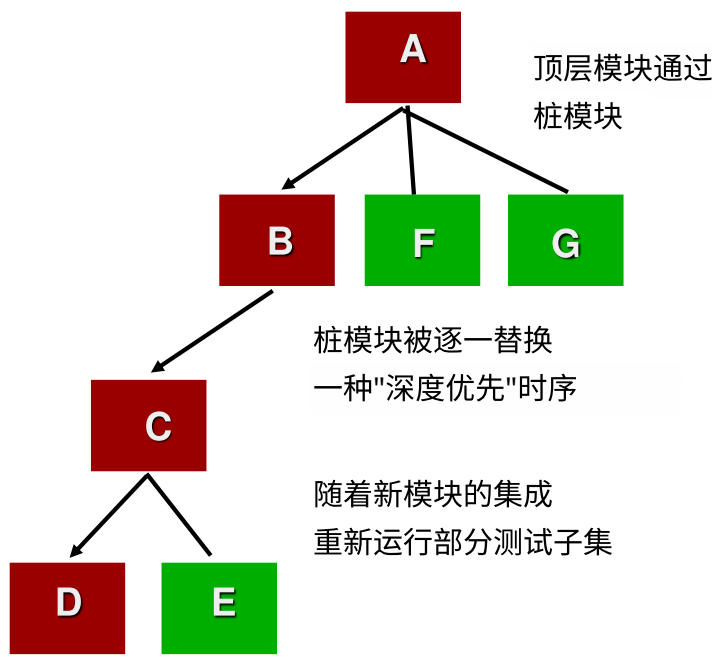 A
顶层模块通过
桩模块
B
F
G
桩模块被逐一替换
一种"深度优先"时序
C
随着新模块的集成
重新运行部分测试子集
D
E